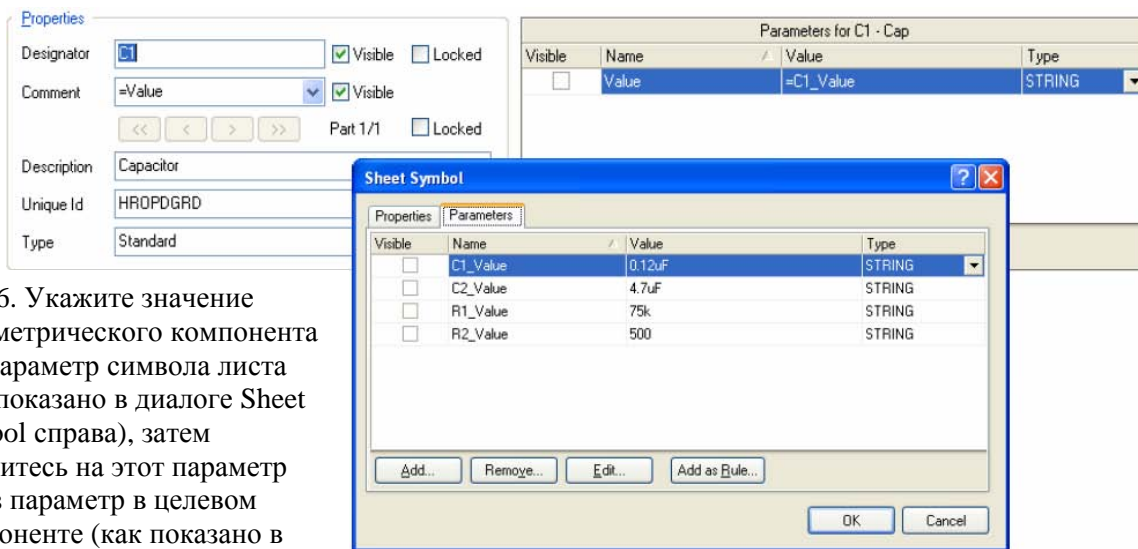 Properties
Designator C1 Visible Locked
Comment =Value Visible
<< < > >> Part 1/1 Locked
Description Capacitor
Unique Id HROPDGRD
Type Standard
Parameters for C1 - Cap
Visible Name Value Type
Value =C1_Value STRING
Sheet Symbol
Properties Parameters
Visible Name Value Type
C1_Value 0.12uF STRING
C2_Value 4.7uF STRING
R1_Value 75k STRING
R2_Value 500 STRING
Add... Remove... Edit... Add as Rule...
OK Cancel
6. Укажите значение
метрического компонента
араметр символа листа
показано в диалоге Sheet
ool справа), затем
итесь на этот параметр
в параметр в целевом
оненте (как показано в